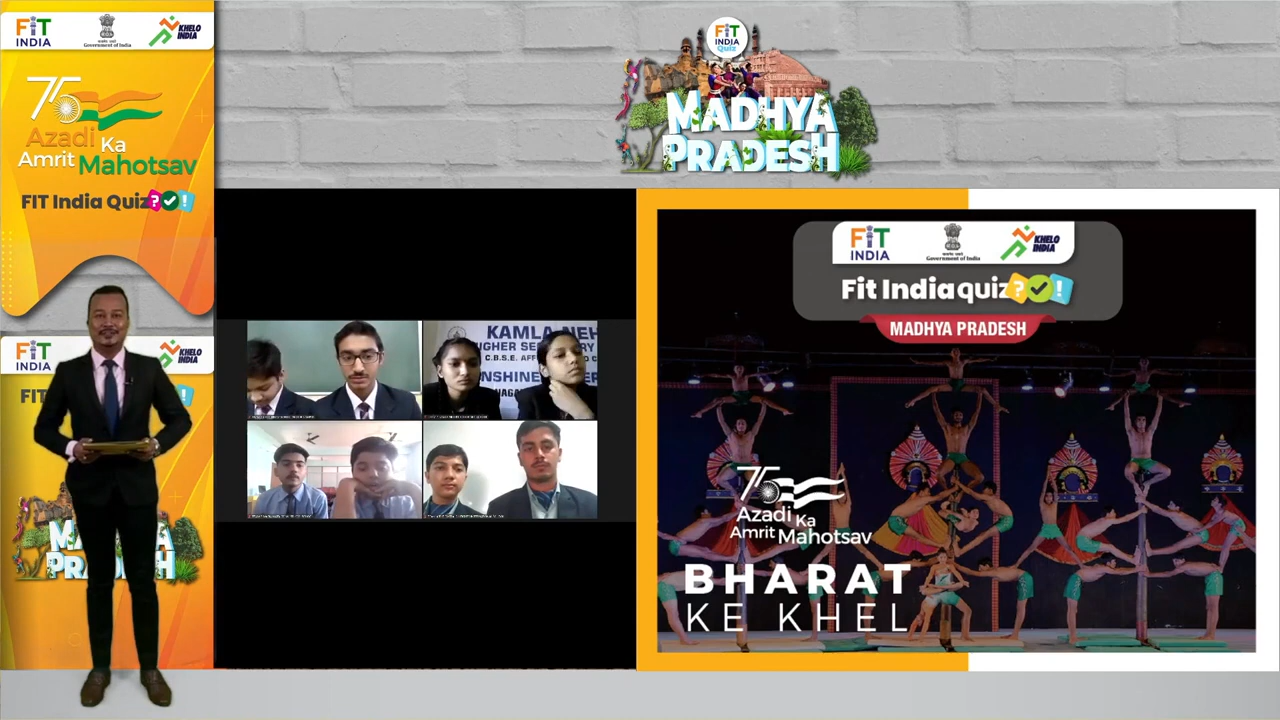 FiT
INDIA
Government of India
KHELO
INDIA
75
Azadi Ka
Amrit Mahotsav
FIT India Quiz?!
FiT
INDIA
KHELO
INDIA
FiT
INDIA
Quiz
MADHYA
PRADESH
KAMLA NEH
C.B.S.E. AFF
NSHINE
NAGA
FiT
INDIA
Government of India
KHELO
INDIA
Fit India quiz?!
MADHYA PRADESH
75
Azadi Ka
Amrit Mahotsav
BHARAT
KE KHEL